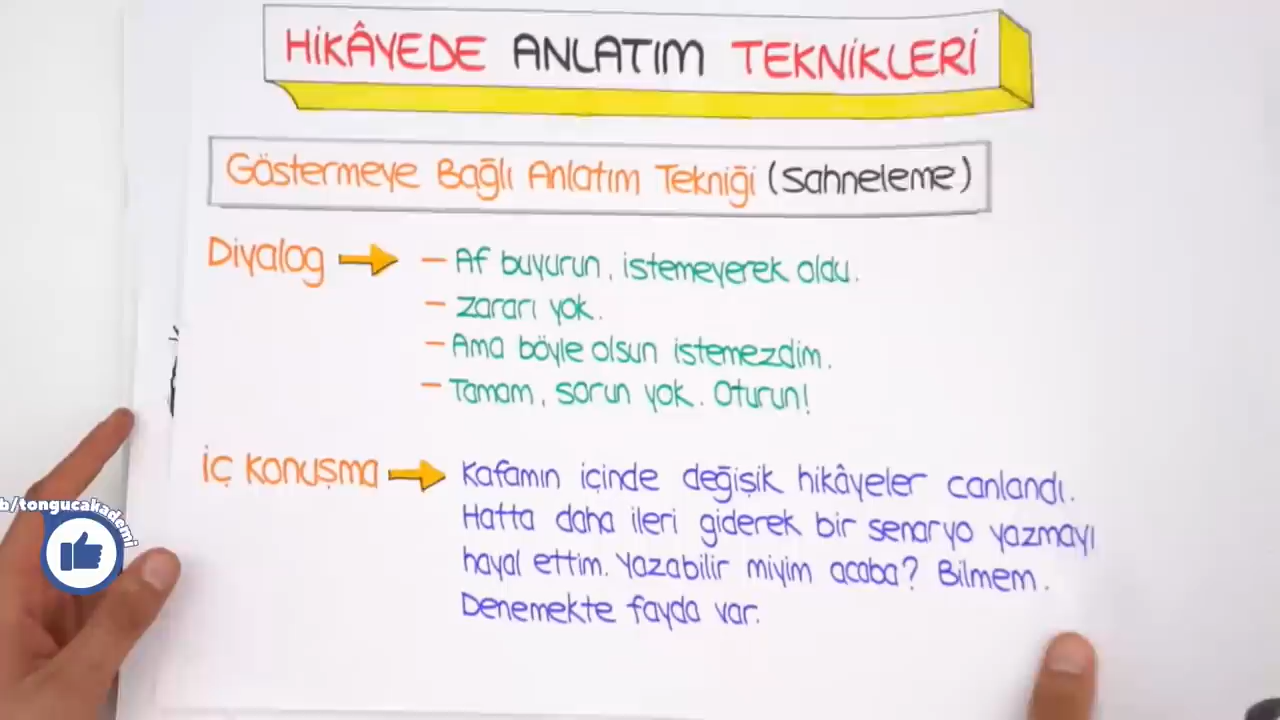 HİKÂYEDE ANLATIM TEKNİKLERİ
Göstermeye Bağlı Anlatım Tekniği (Sahneleme)
Diyalog
– Af buyurun, istemeyerek oldu.
– Zararı yok.
– Ama böyle olsun istemezdim.
– Tamam, sorun yok. Oturun!
İç Konuşma
Kafamın içinde değişik hikâyeler canlandı.
Hatta daha ileri giderek bir senaryo yazmayı
hayal ettim. Yazabilir miyim acaba? Bilmem.
Denemekte fayda var.
b/tongucakademi